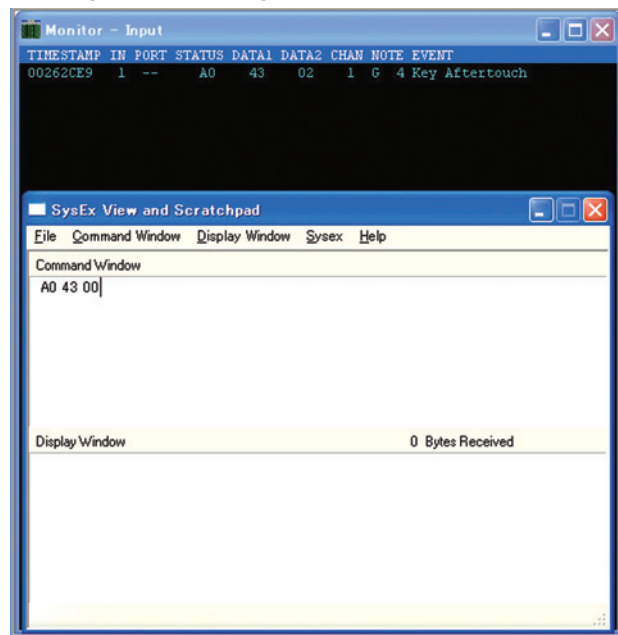 Monitor - Input
TIMESTAMP IN PORT STATUS DATA1 DATA2 CHAN NOTE EVENT
00262CE9 1 -- A0 43 02 1 G 4 Key Aftertouch
SysEx View and Scratchpad
File Command Window Display Window Sysex Help
Command Window
A0 43 00
Display Window 0 Bytes Received